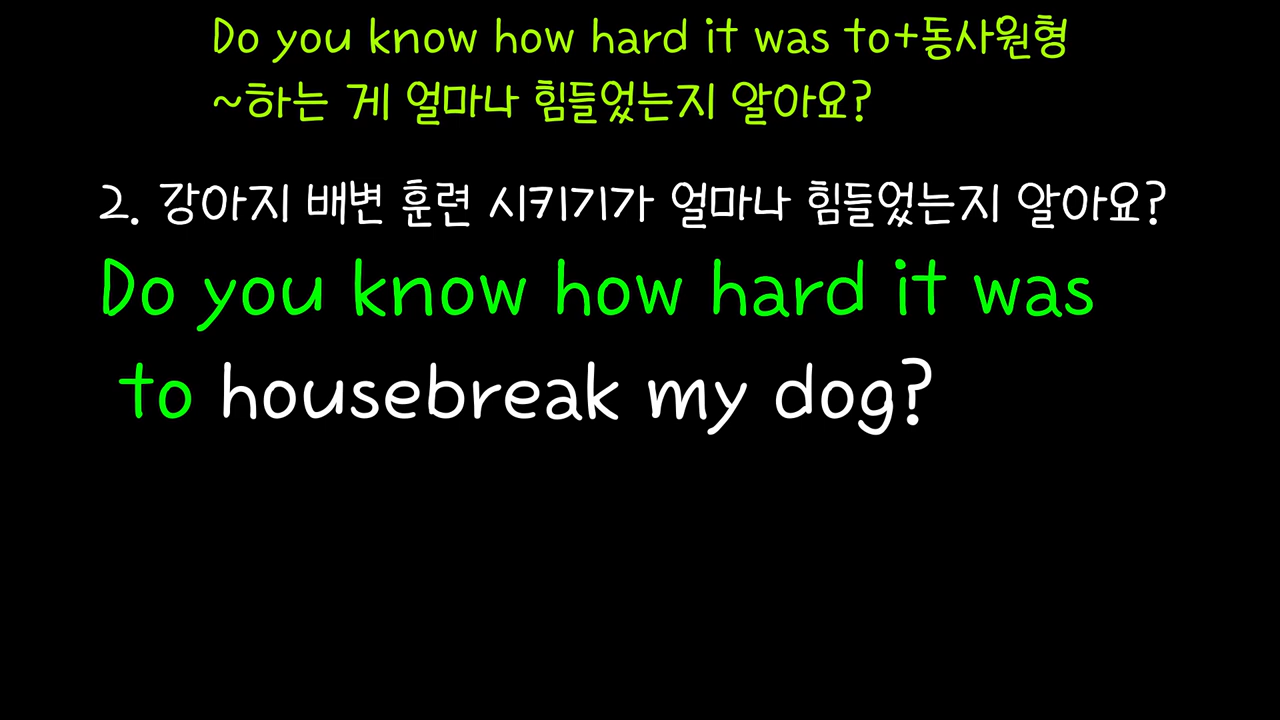 Do you know how hard it was to+동사원형
~하는 게 얼마나 힘들었는지 알아요?
2. 강아지 배변 훈련 시키기가 얼마나 힘들었는지 알아요?
Do you know how hard it was
to housebreak my dog?